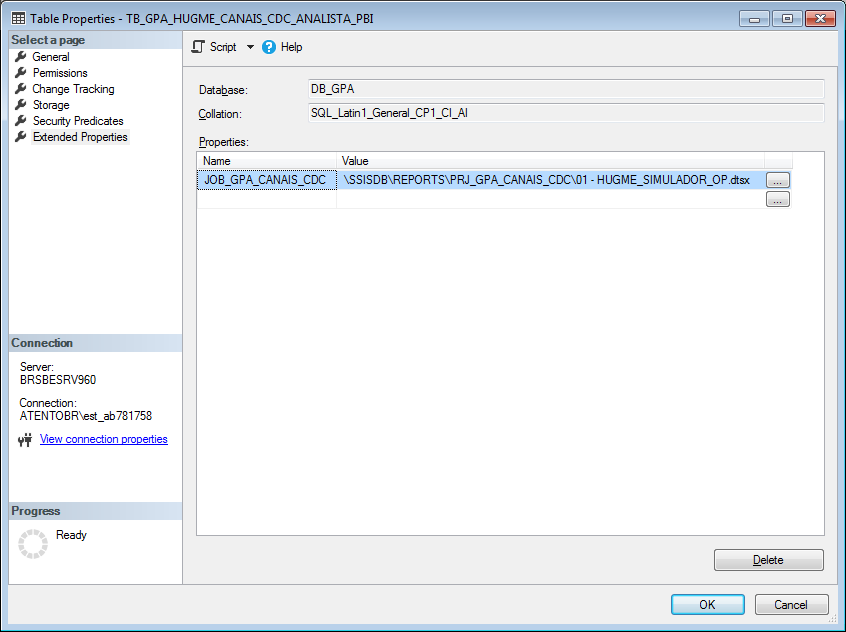 Table Properties - TB_GPA_HUGME_CANAIS_CDC_ANALISTA_PBI
Select a page
General
Permissions
Change Tracking
Storage
Security Predicates
Extended Properties
Script
Help
Database:
DB_GPA
Collation:
SQL_Latin1_General_CP1_CI_AI
Properties:
Name Value
JOB_GPA_CANAIS_CDC \SSISDB\REPORTS\PRJ_GPA_CANAIS_CDC\01 - HUGME_SIMULADOR_OP.dtsx ...
...
Connection
Server:
BRSBESRV960
Connection:
ATENTOBR\est_ab781758
View connection properties
Progress
Ready
Delete
OK Cancel